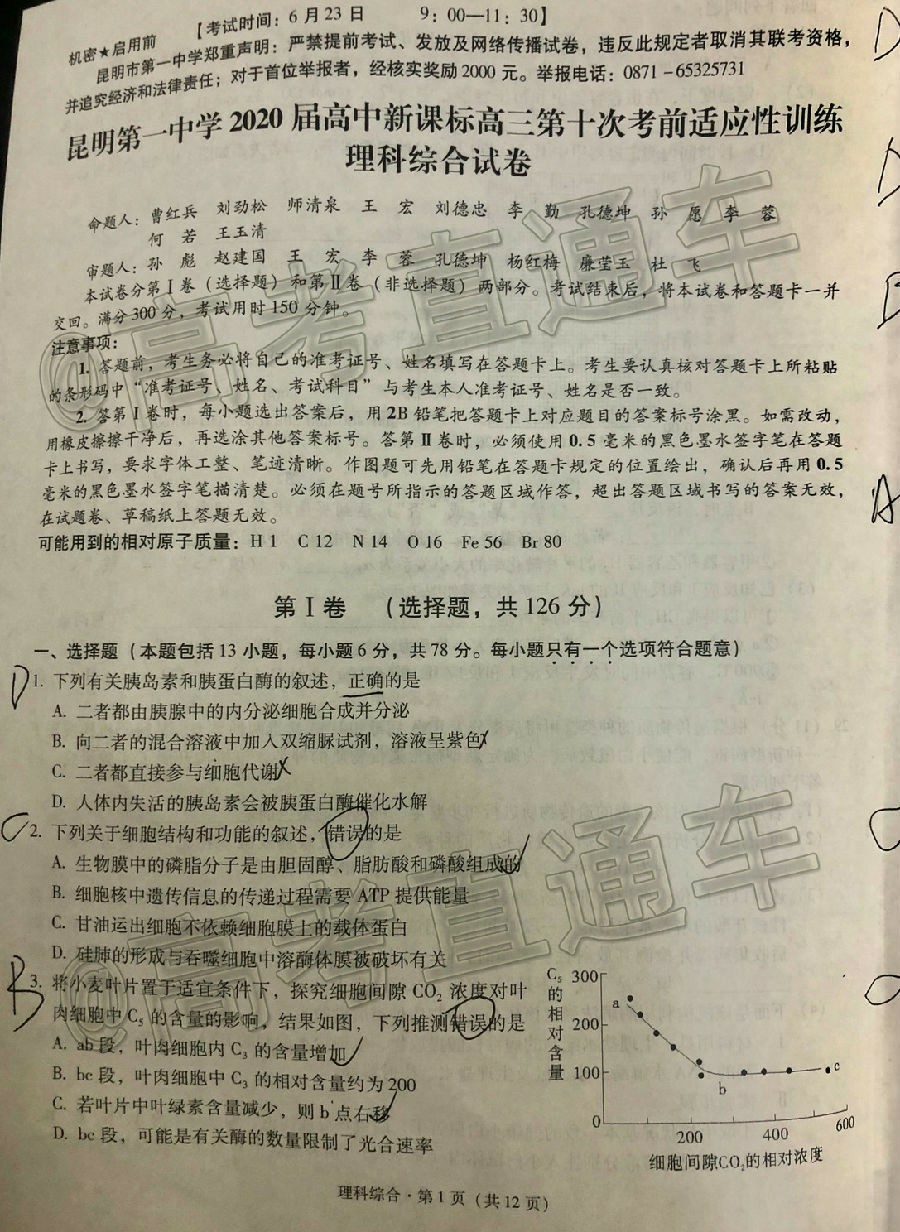 【考试时间：6月23日 9：00—11：30】
机密★启用前
昆明市第一中学郑重声明：严禁提前考试、发放及网络传播试卷，违反此规定者取消其联考资格，
并追究经济和法律责任；对于首位举报者，经核实奖励2000元。举报电话：0871-65325731
昆明第一中学2020届高中新课标高三第十次考前适应性训练
理科综合试卷
命题人：曹红兵 刘劲松 师清泉 王宏 刘德忠 李勤 孔德坤 孙愿 李蓉
何若 王玉清
审题人：孙彪 赵建国 王宏 李蓉 孔德坤 杨红梅 廉莹玉 杜飞
本试卷分第Ⅰ卷（选择题）和第Ⅱ卷（非选择题）两部分。考试结束后，将本试卷和答题卡一并
交回。满分300分，考试用时150分钟。
注意事项：
1. 答题前，考生务必将自己的准考证号、姓名填写在答题卡上。考生要认真核对答题卡上所粘贴
的条形码中“准考证号、姓名、考试科目”与考生本人准考证号、姓名是否一致。
2. 答第Ⅰ卷时，每小题选出答案后，用2B铅笔把答题卡上对应题目的答案标号涂黑。如需改动，
用橡皮擦擦干净后，再选涂其他答案标号。答第Ⅱ卷时，必须使用0.5毫米的黑色墨水签字笔在答题
卡上书写，要求字体工整、笔迹清晰。作图题可先用铅笔在答题卡规定的位置绘出，确认后再用0.5
毫米的黑色墨水签字笔描清楚。必须在题号所指示的答题区域作答，超出答题区域书写的答案无效，
在试题卷、草稿纸上答题无效。
可能用到的相对原子质量：H 1 C 12 N 14 O 16 Fe 56 Br 80
第Ⅰ卷 （选择题，共126分）
一、选择题（本题包括13小题，每小题6分，共78分。每小题只有一个选项符合题意）
D 1. 下列有关胰岛素和胰蛋白酶的叙述，正确的是
A. 二者都由胰腺中的内分泌细胞合成并分泌
B. 向二者的混合溶液中加入双缩脲试剂，溶液呈紫色
C. 二者都直接参与细胞代谢
D. 人体内失活的胰岛素会被胰蛋白酶催化水解
C 2. 下列关于细胞结构和功能的叙述，错误的是
A. 生物膜中的磷脂分子是由胆固醇、脂肪酸和磷酸组成的
B. 细胞核中遗传信息的传递过程需要ATP提供能量
C. 甘油运出细胞不依赖细胞膜上的载体蛋白
D. 硅肺的形成与吞噬细胞中溶酶体膜被破坏有关
B 3. 将小麦叶片置于适宜条件下，探究细胞间隙CO₂浓度对叶
肉细胞中C₅的含量的影响，结果如图，下列推测错误的是
A. ab段，叶肉细胞内C₃的含量增加
B. bc段，叶肉细胞中C₃的相对含量约为200
C. 若叶片中叶绿素含量减少，则b点右移
D. bc段，可能是有关酶的数量限制了光合速率
C₅的相对含量
300
200
100
0
a
b
c
200 400 600
细胞间隙CO₂的相对浓度
理科综合·第1页（共12页）
@高考直通车
@高考直通车
D
D
B
A